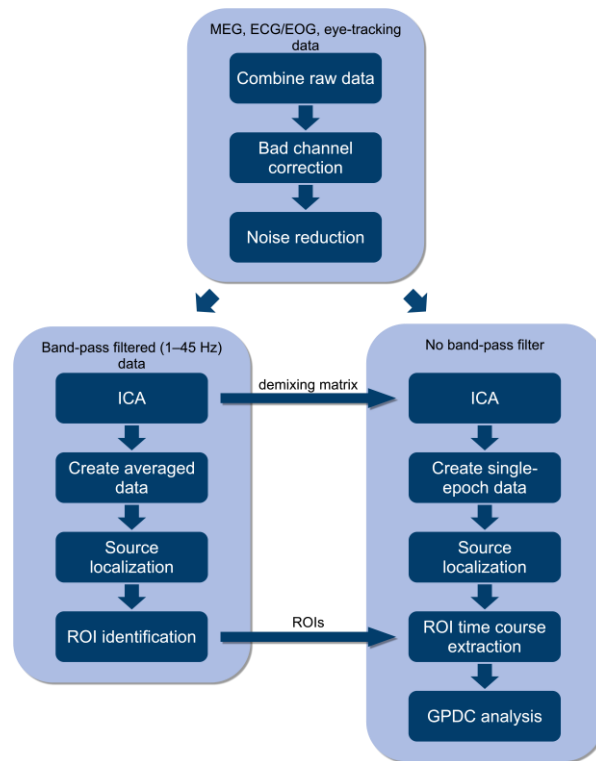 MEG, ECG/EOG, eye-tracking
data
Combine raw data
Bad channel
correction
Noise reduction
Band-pass filtered (1–45 Hz)
data
ICA
Create averaged
data
Source
localization
ROI identification
demixing matrix
ROIs
No band-pass filter
ICA
Create single-
epoch data
Source
localization
ROI time course
extraction
GPDC analysis